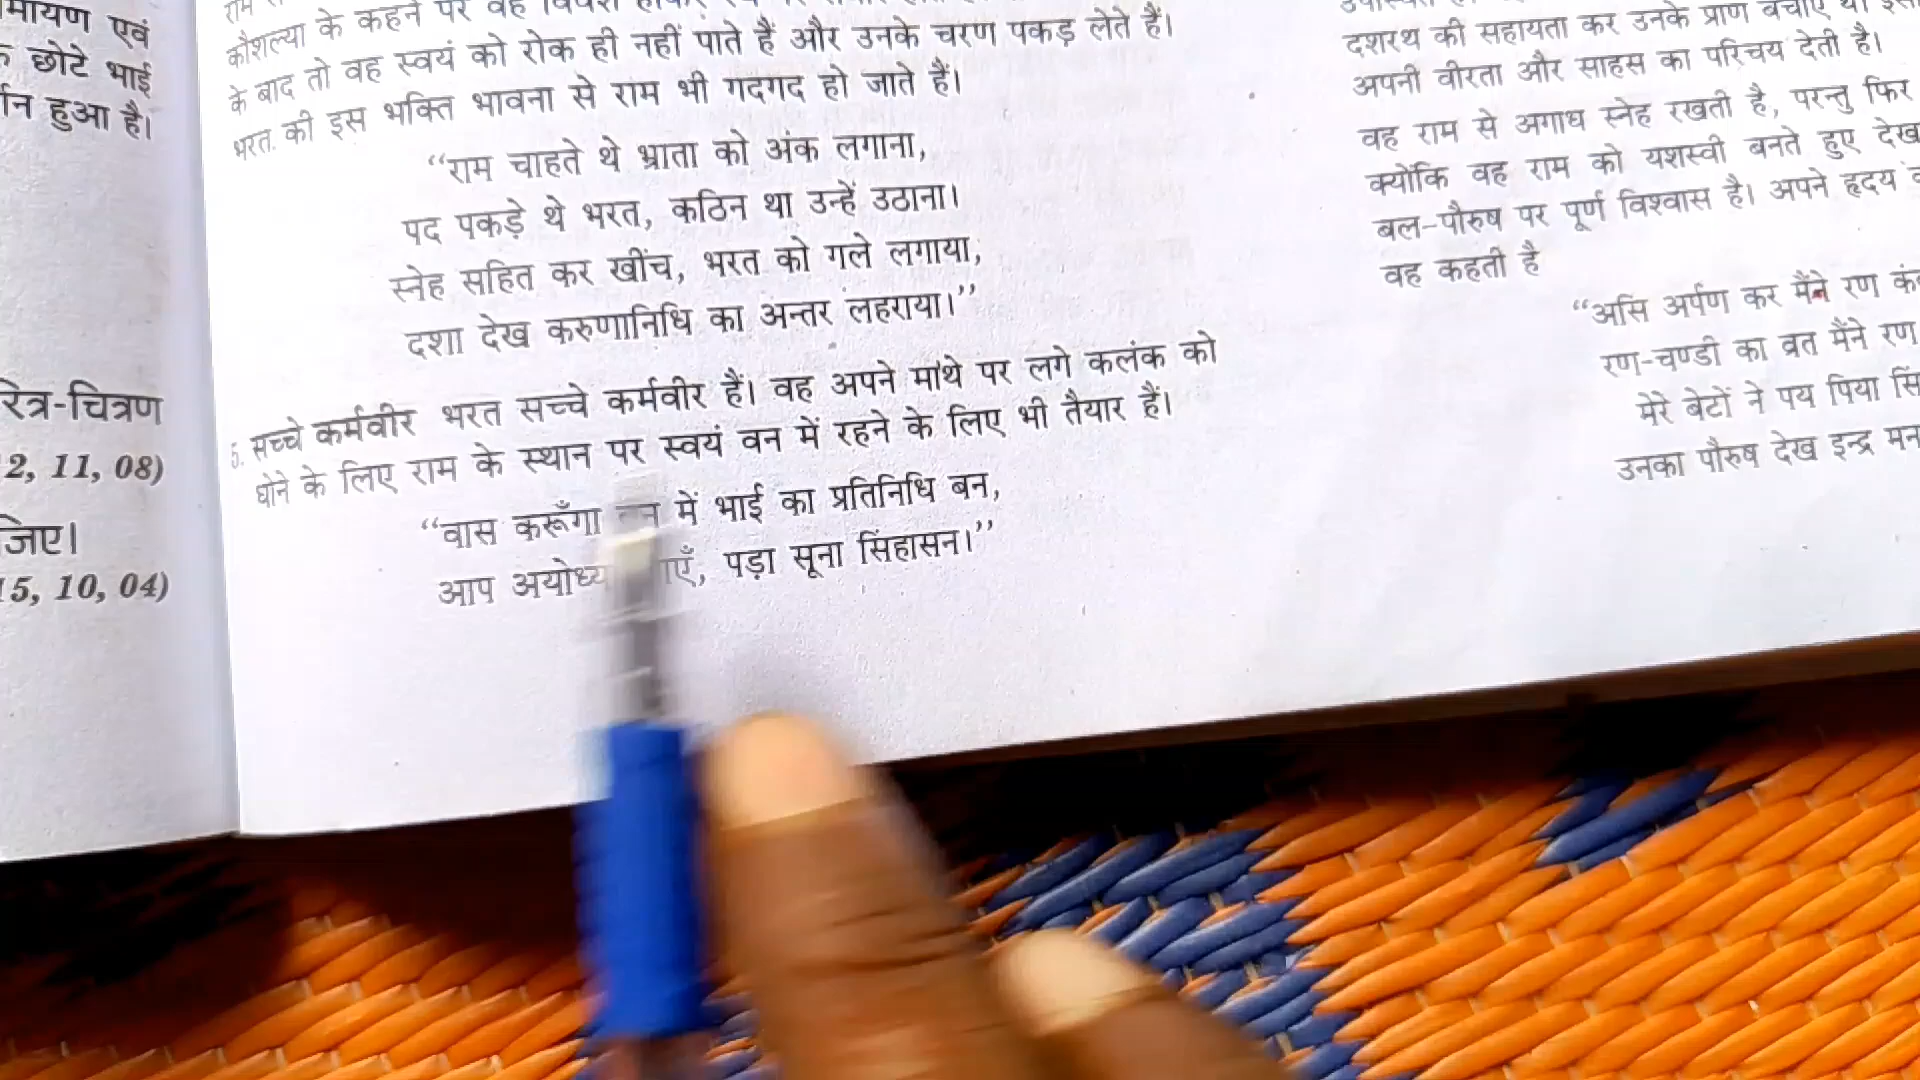 मायण एवं
छोटे भाई
हुआ है।
रित्र-चित्रण
2, 11, 08)
जिए।
15, 10, 04)
कौशल्या के कहने पर वह
के बाद तो वह स्वयं को रोक ही नहीं पाते हैं और उनके चरण पकड़ लेते हैं।
भरत की इस भक्ति भावना से राम भी गदगद हो जाते हैं।
“राम चाहते थे भ्राता को अंक लगाना,
पद पकड़े थे भरत, कठिन था उन्हें उठाना।
स्नेह सहित कर खींच, भरत को गले लगाया,
दशा देख करुणानिधि का अन्तर लहराया।”
5. सच्चे कर्मवीर भरत सच्चे कर्मवीर हैं। वह अपने माथे पर लगे कलंक को
धोने के लिए राम के स्थान पर स्वयं वन में रहने के लिए भी तैयार हैं।
“वास करूँगा में भाई का प्रतिनिधि बन,
आप पड़ा सूना सिंहासन।”
दशरथ की सहायता कर उनके प्राण बचाए
अपनी वीरता और साहस का परिचय देती है।
वह राम से अगाध स्नेह रखती है, परन्तु फिर
क्योंकि वह राम को यशस्वी बनते हुए देख
बल-पौरुष पर पूर्ण विश्वास है। अपने हृदय
वह कहती है
“असि अर्पण कर मैंने रण
रण-चण्डी का व्रत मैंने रण
मेरे बेटों ने पय पिया
उनका पौरुष देख इन्द्र मन